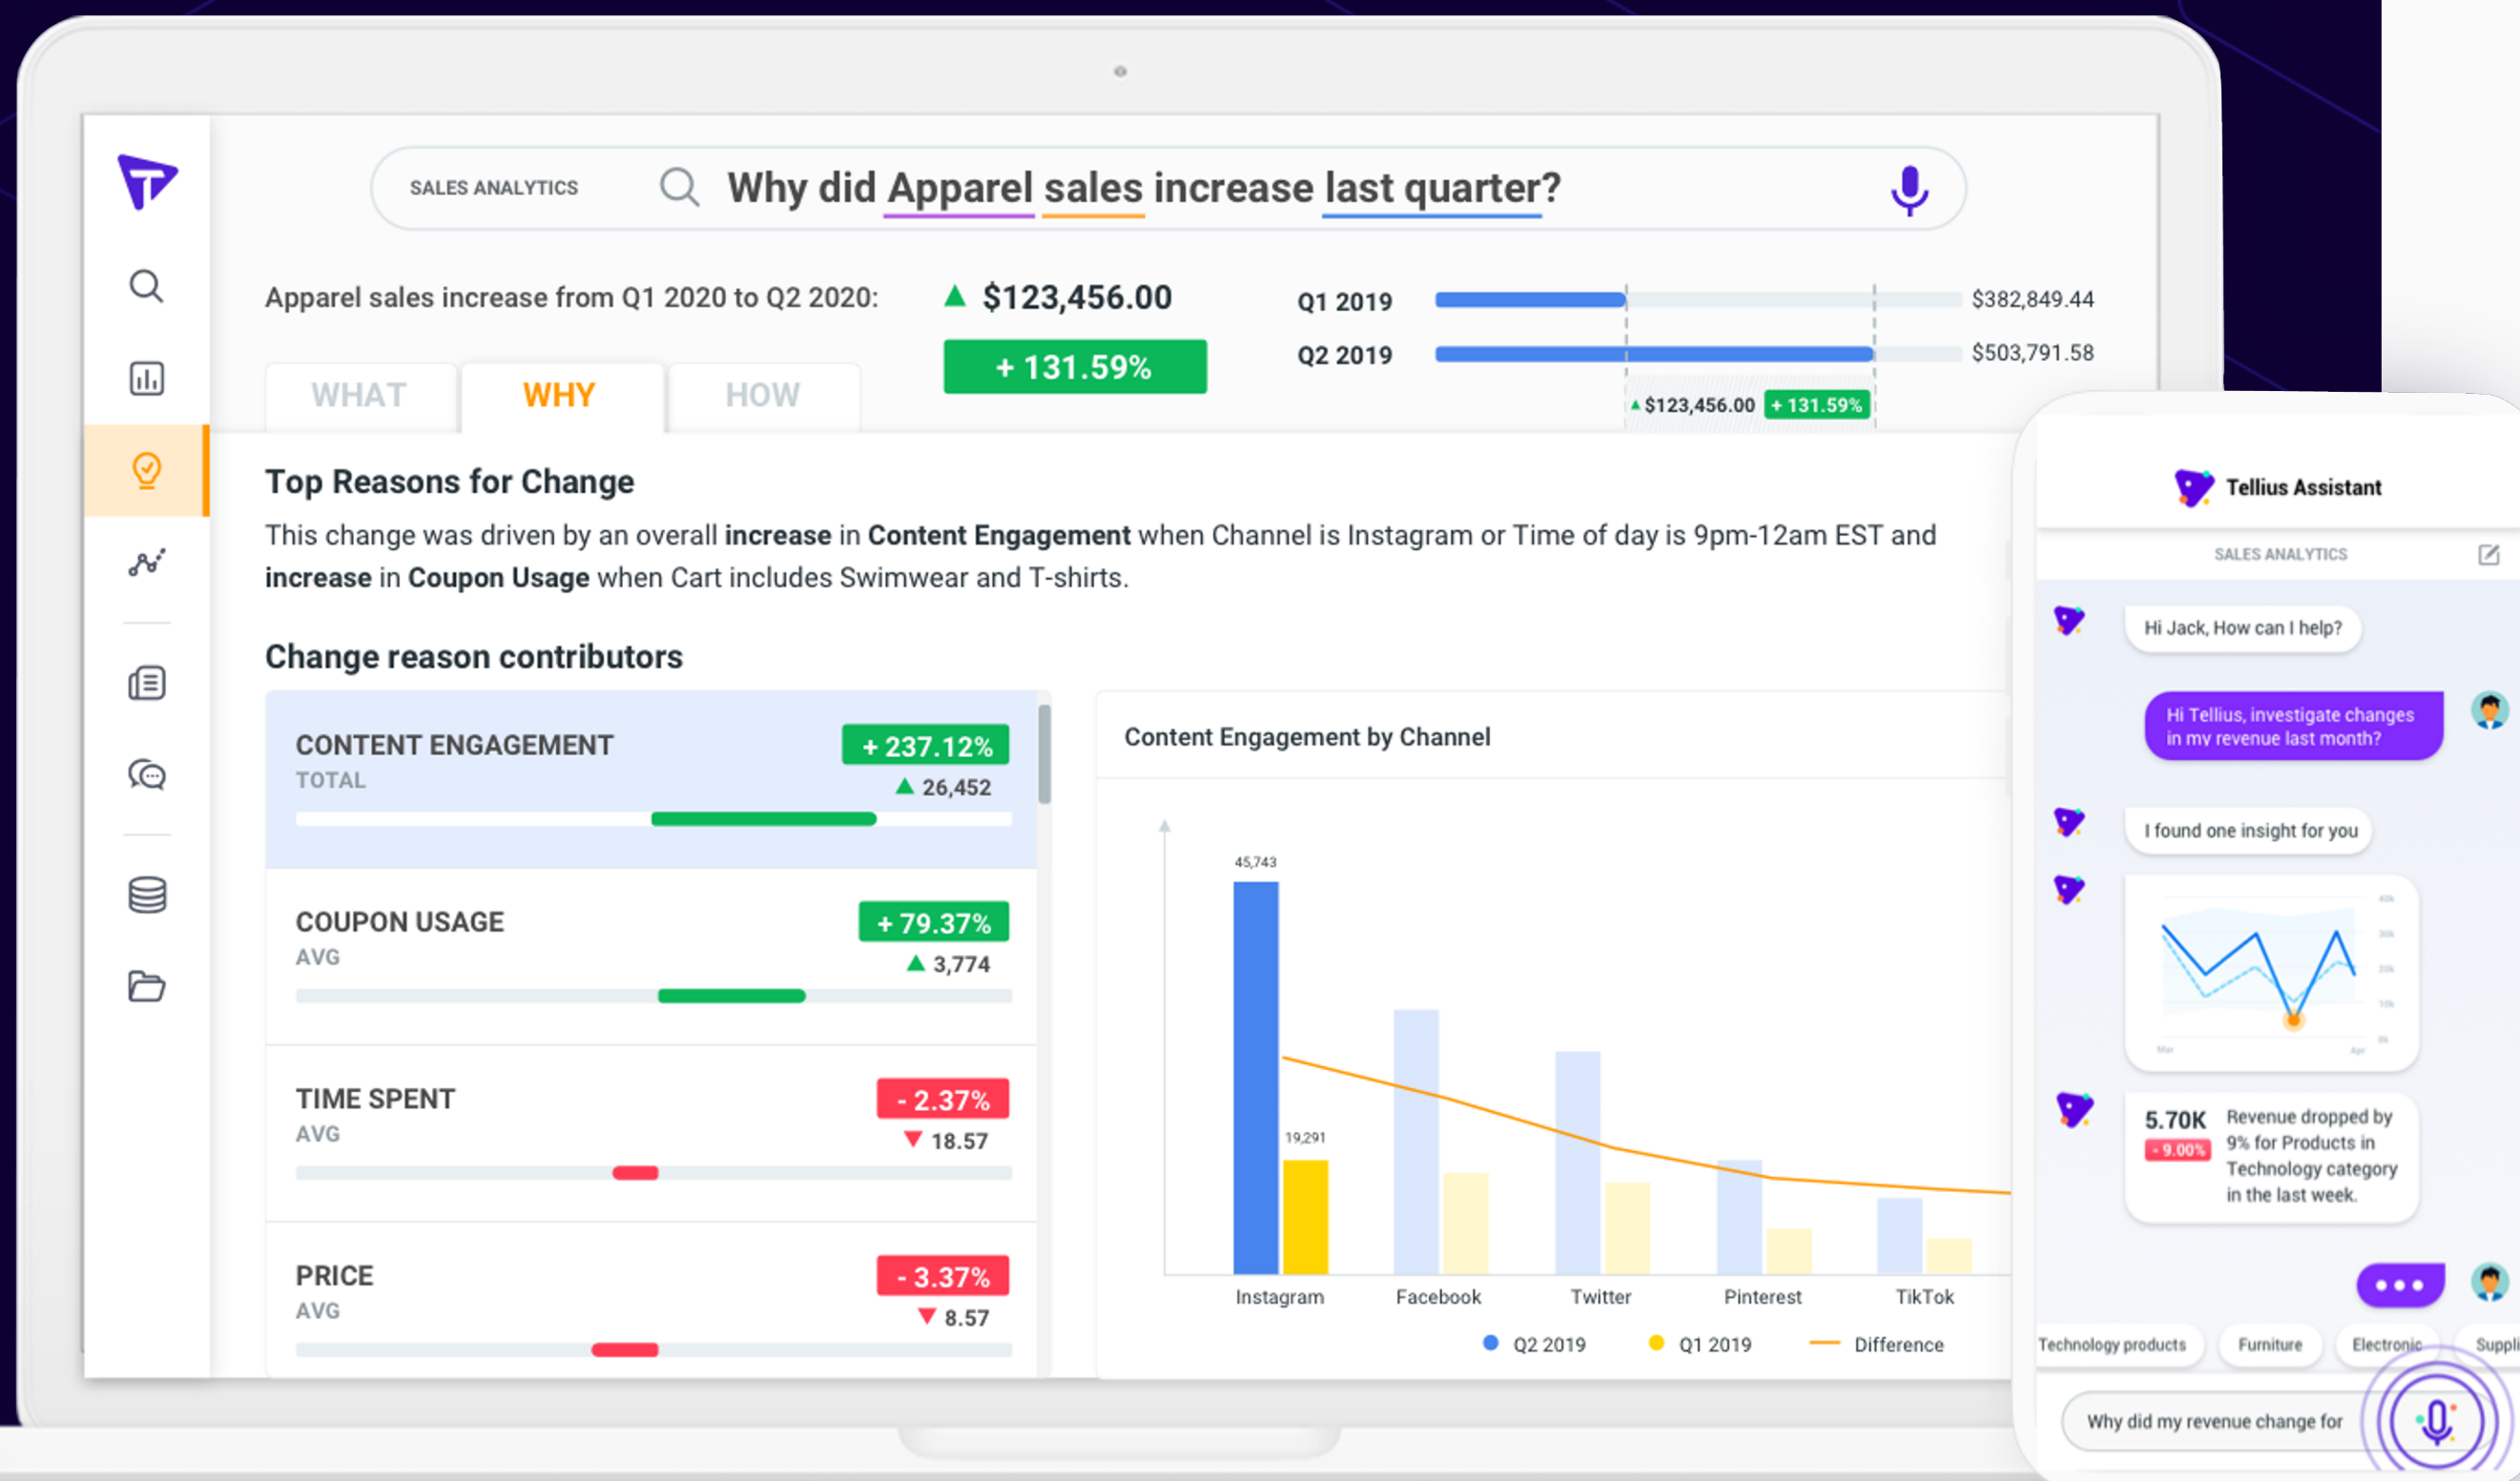 SALES ANALYTICS
Why did Apparel sales increase last quarter?
Apparel sales increase from Q1 2020 to Q2 2020:
$123,456.00
+ 131.59%
Q1 2019
$382,849.44
Q2 2019
$503,791.58
$123,456.00
+ 131.59%
WHAT
WHY
HOW
Top Reasons for Change
This change was driven by an overall increase in Content Engagement when Channel is Instagram or Time of day is 9pm-12am EST and
increase in Coupon Usage when Cart includes Swimwear and T-shirts.
Change reason contributors
CONTENT ENGAGEMENT
+ 237.12%
TOTAL
26,452
COUPON USAGE
+ 79.37%
AVG
3,774
TIME SPENT
- 2.37%
AVG
18.57
PRICE
- 3.37%
AVG
8.57
Content Engagement by Channel
45,743
19,291
Instagram
Facebook
Twitter
Pinterest
TikTok
Q2 2019
Q1 2019
Difference
Tellius Assistant
SALES ANALYTICS
Hi Jack, How can I help?
Hi Tellius, investigate changes
in my revenue last month?
I found one insight for you
40k
30k
20k
10k
0k
Mar
Apr
5.70K
- 9.00%
Revenue dropped by
9% for Products in
Technology category
in the last week.
Technology products
Furniture
Electronic
Suppli
Why did my revenue change for